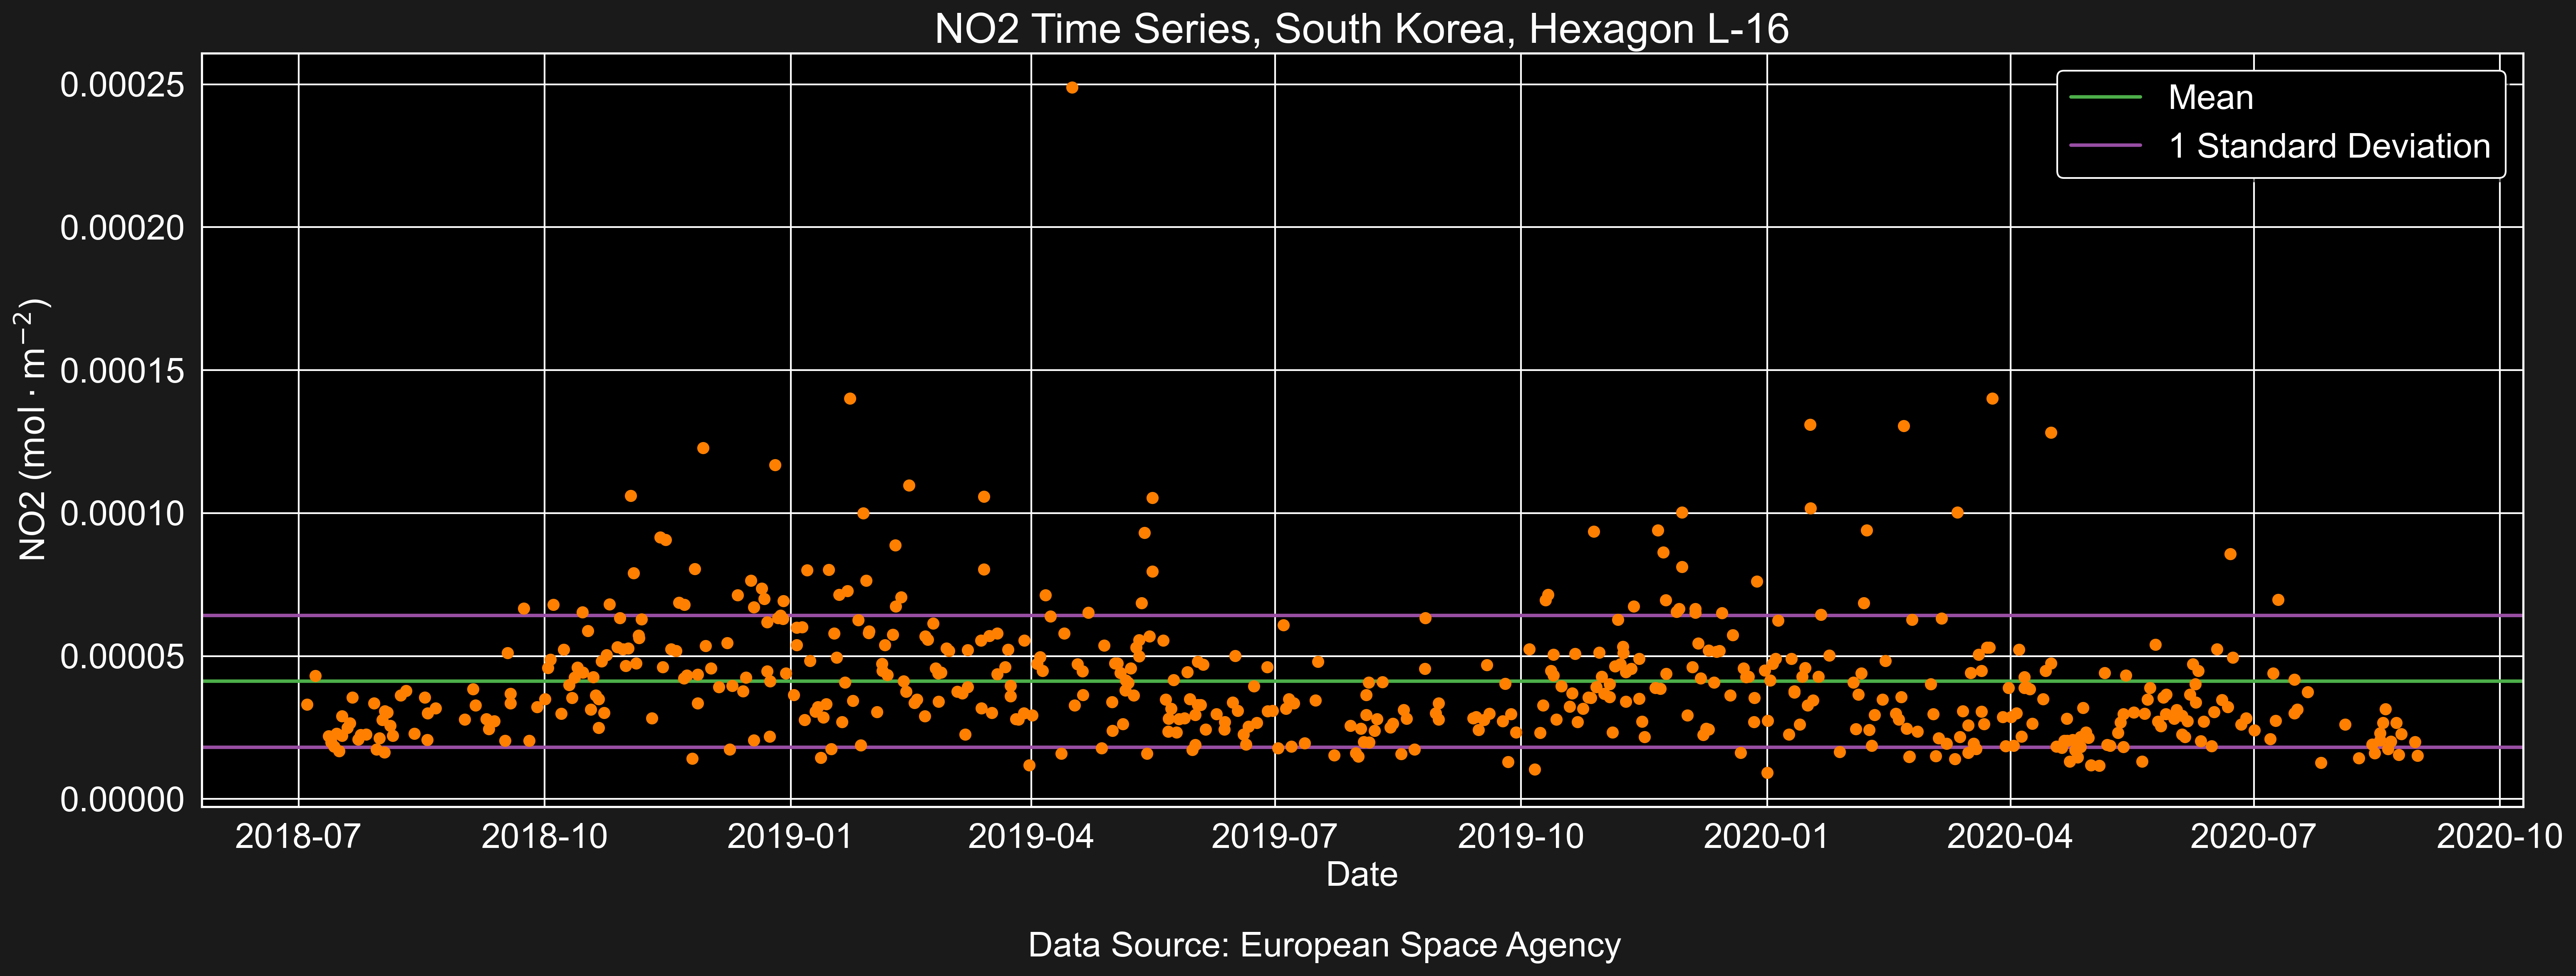 NO2 Time Series, South Korea, Hexagon L-16
0.00025
0.00020
0.00015
0.00010
0.00005
0.00000
NO2 (mol · m⁻²)
Mean
1 Standard Deviation
2018-07 2018-10 2019-01 2019-04 2019-07 2019-10 2020-01 2020-04 2020-07 2020-10
Date
Data Source: European Space Agency